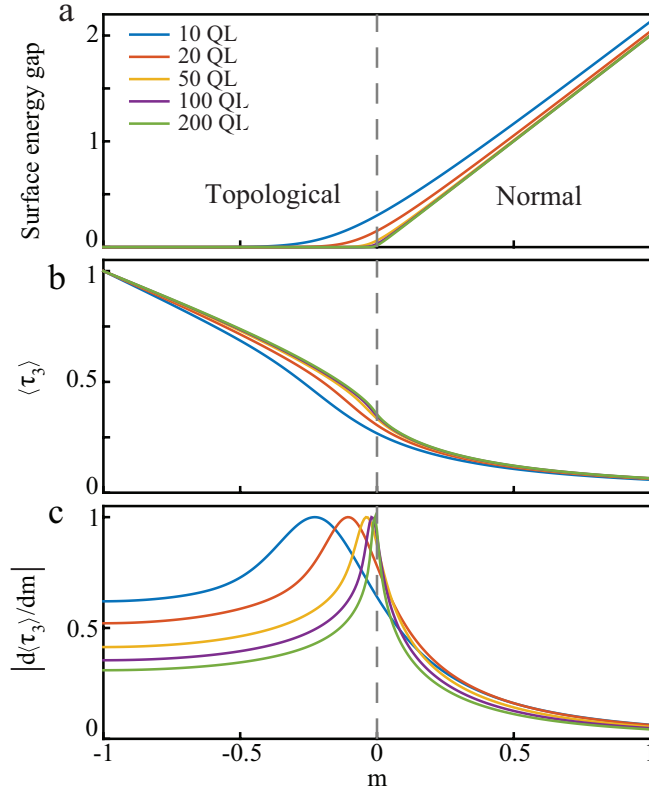 a
2
1
0
Surface energy gap
10 QL
20 QL
50 QL
100 QL
200 QL
Topological
Normal
b
1
0.5
0
⟨τ₃⟩
c
1
0.5
0
|d⟨τ₃⟩/dm|
-1
-0.5
0
0.5
1
m